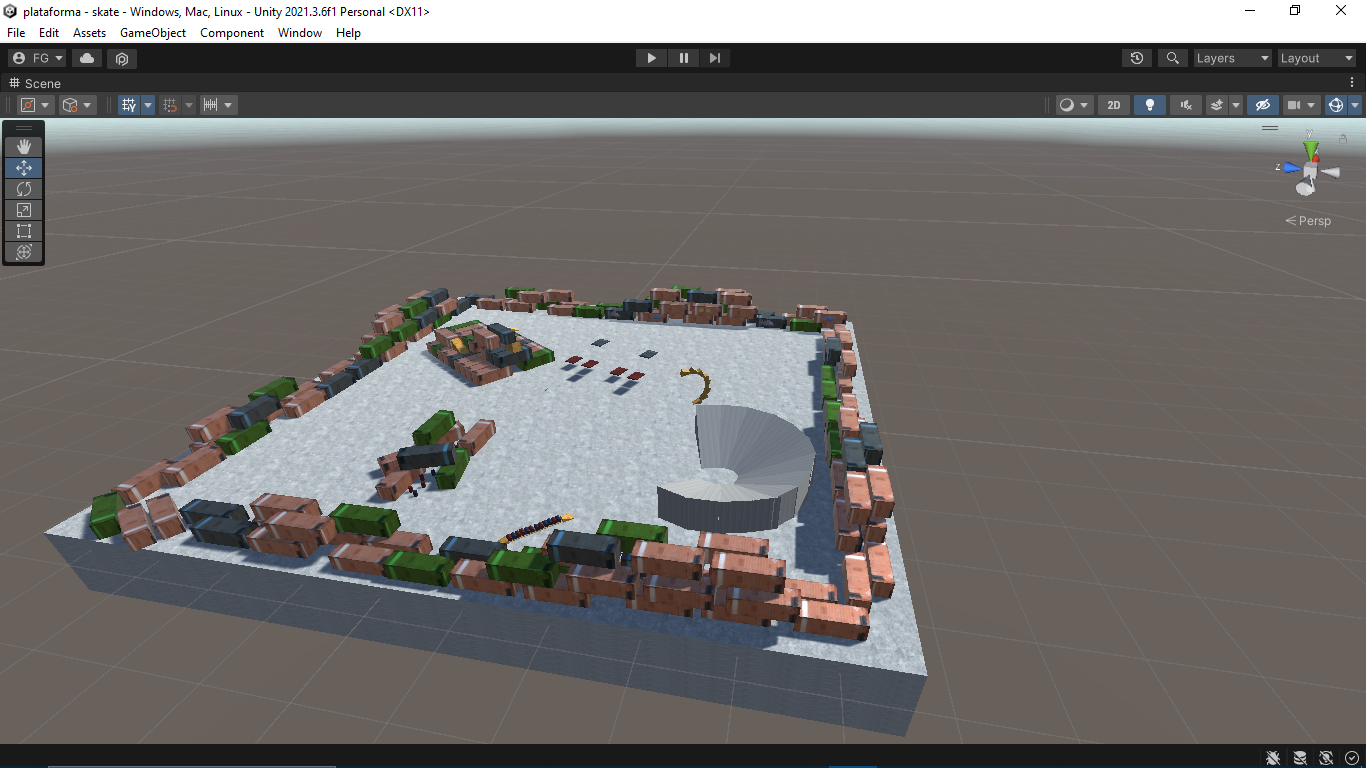 plataforma - skate - Windows, Mac, Linux - Unity 2021.3.6f1 Personal <DX11>
File Edit Assets GameObject Component Window Help
FG Layers Layout
Scene
2D
y
z
Persp